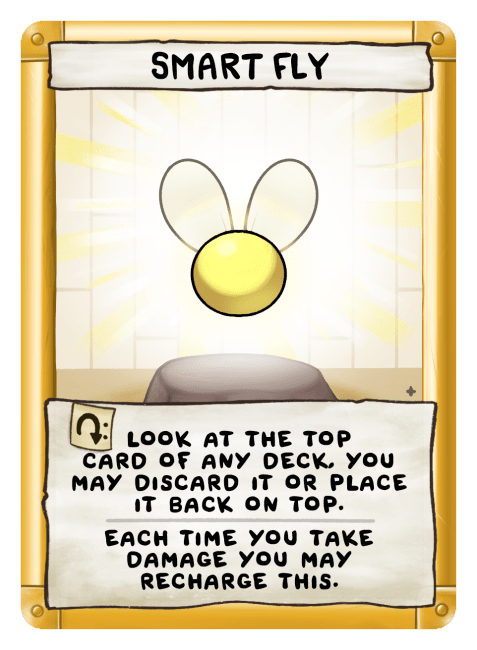 SMART FLY
LOOK AT THE TOP
CARD OF ANY DECK. YOU
MAY DISCARD IT OR PLACE
IT BACK ON TOP.
EACH TIME YOU TAKE
DAMAGE YOU MAY
RECHARGE THIS.